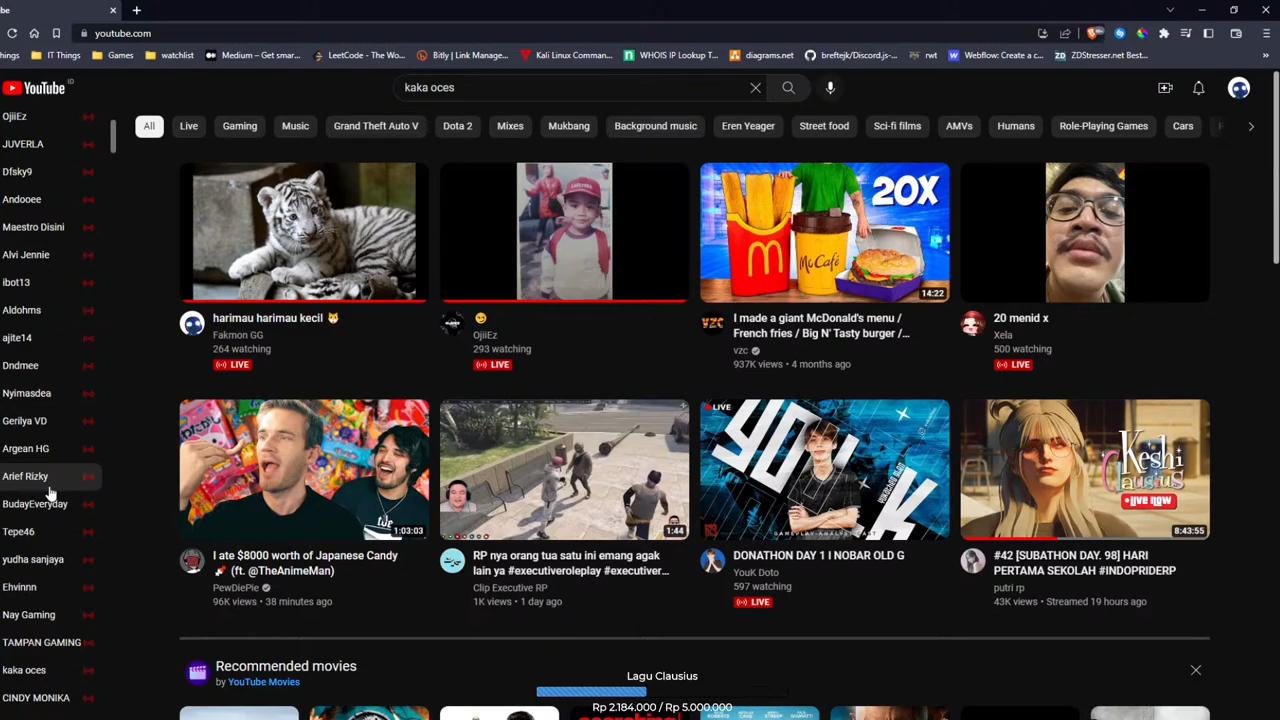 be
youtube.com
nings
IT Things
Games
watchlist
Medium – Get smar...
LeetCode - The Wo...
Bitly | Link Manage...
Kali Linux Comman...
WHOIS IP Lookup T...
diagrams.net
breftejk/Discord.js-...
rwt
Webflow: Create a c...
ZDStresser.net Best...
YouTube ID
kaka oces
All
Live
Gaming
Music
Grand Theft Auto V
Dota 2
Mixes
Mukbang
Background music
Eren Yeager
Street food
Sci-fi films
AMVs
Humans
Role-Playing Games
Cars
OjiiEz
JUVERLA
Dfsky9
Andooee
Maestro Disini
Alvi Jennie
ibot13
Aldohms
ajite14
Dndmee
Nyimasdea
Gerilya VD
Argean HG
Arief Rizky
BudayEveryday
Tepe46
yudha sanjaya
Ehvinnn
Nay Gaming
TAMPAN GAMING
kaka oces
CINDY MONIKA
harimau harimau kecil 🐯
Fakmon GG
264 watching
LIVE
😉
OjiiEz
293 watching
LIVE
20X
McCafé
14:22
I made a giant McDonald's menu /
French fries / Big N' Tasty burger /...
vzc
937K views • 4 months ago
20 menid x
Xela
500 watching
LIVE
1:03:03
I ate $8000 worth of Japanese Candy
🍬 (ft. @TheAnimeMan)
PewDiePie
96K views • 38 minutes ago
1:44
RP nya orang tua satu ini emang agak
lain ya #executiveroleplay #executiver...
Clip Executive RP
1K views • 1 day ago
LIVE
YOUK
DONATHON DAY 1 I NOBAR OLD G
YouK Doto
597 watching
LIVE
Keshi
Clausius
live now
8:43:55
#42 [SUBATHON DAY. 98] HARI
PERTAMA SEKOLAH #INDOPRIDERP
putri rp
43K views • Streamed 19 hours ago
Recommended movies
by YouTube Movies
Lagu Clausius
Rp 2.184.000 / Rp 5.000.000
searching